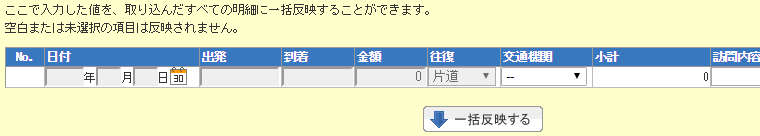 ここで入力した値を、取り込んだすべての明細に一括反映することができます。
空白または未選択の項目は反映されません。
No. 日付 出発 到着 金額 往復 交通機関 小計 訪問内容
年 月 日 30 0 片道 -- 0
一括反映する